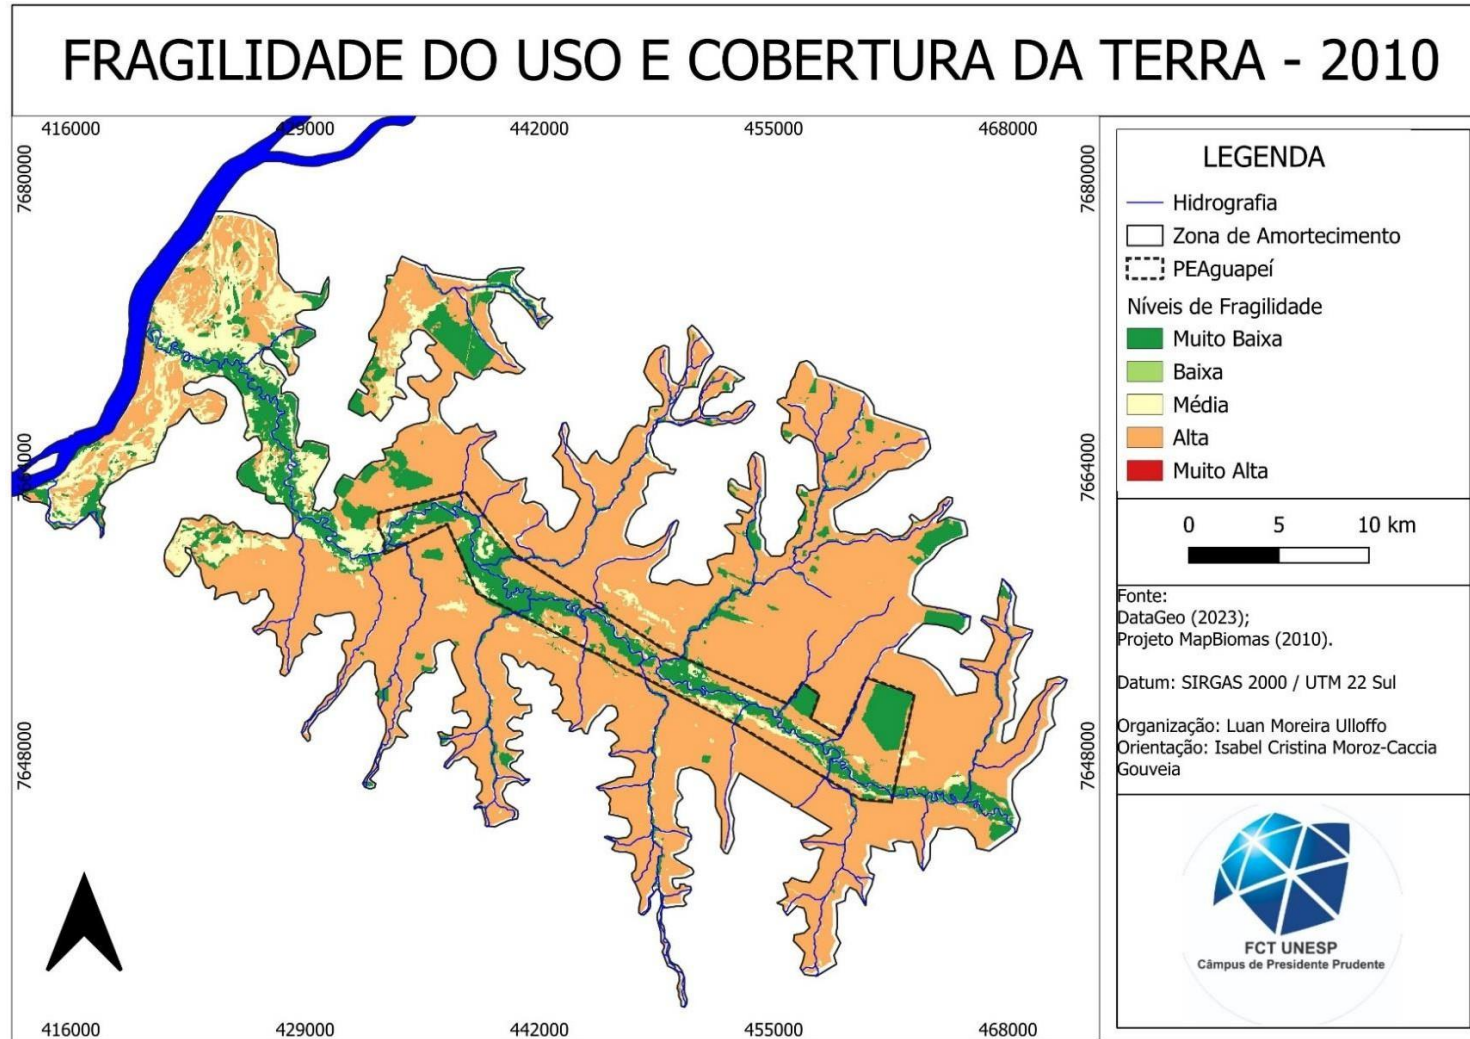 FRAGILIDADE DO USO E COBERTURA DA TERRA - 2010
416000
429000
442000
455000
468000
7680000
7664000
7648000
7680000
7664000
7648000
416000
429000
442000
455000
468000
LEGENDA
Hidrografia
Zona de Amortecimento
PEAguapeí
Níveis de Fragilidade
Muito Baixa
Baixa
Média
Alta
Muito Alta
0 5 10 km
Fonte:
DataGeo (2023);
Projeto MapBiomas (2010).
Datum: SIRGAS 2000 / UTM 22 Sul
Organização: Luan Moreira Ulloffo
Orientação: Isabel Cristina Moroz-Caccia
Gouveia
FCT UNESP
Câmpus de Presidente Prudente